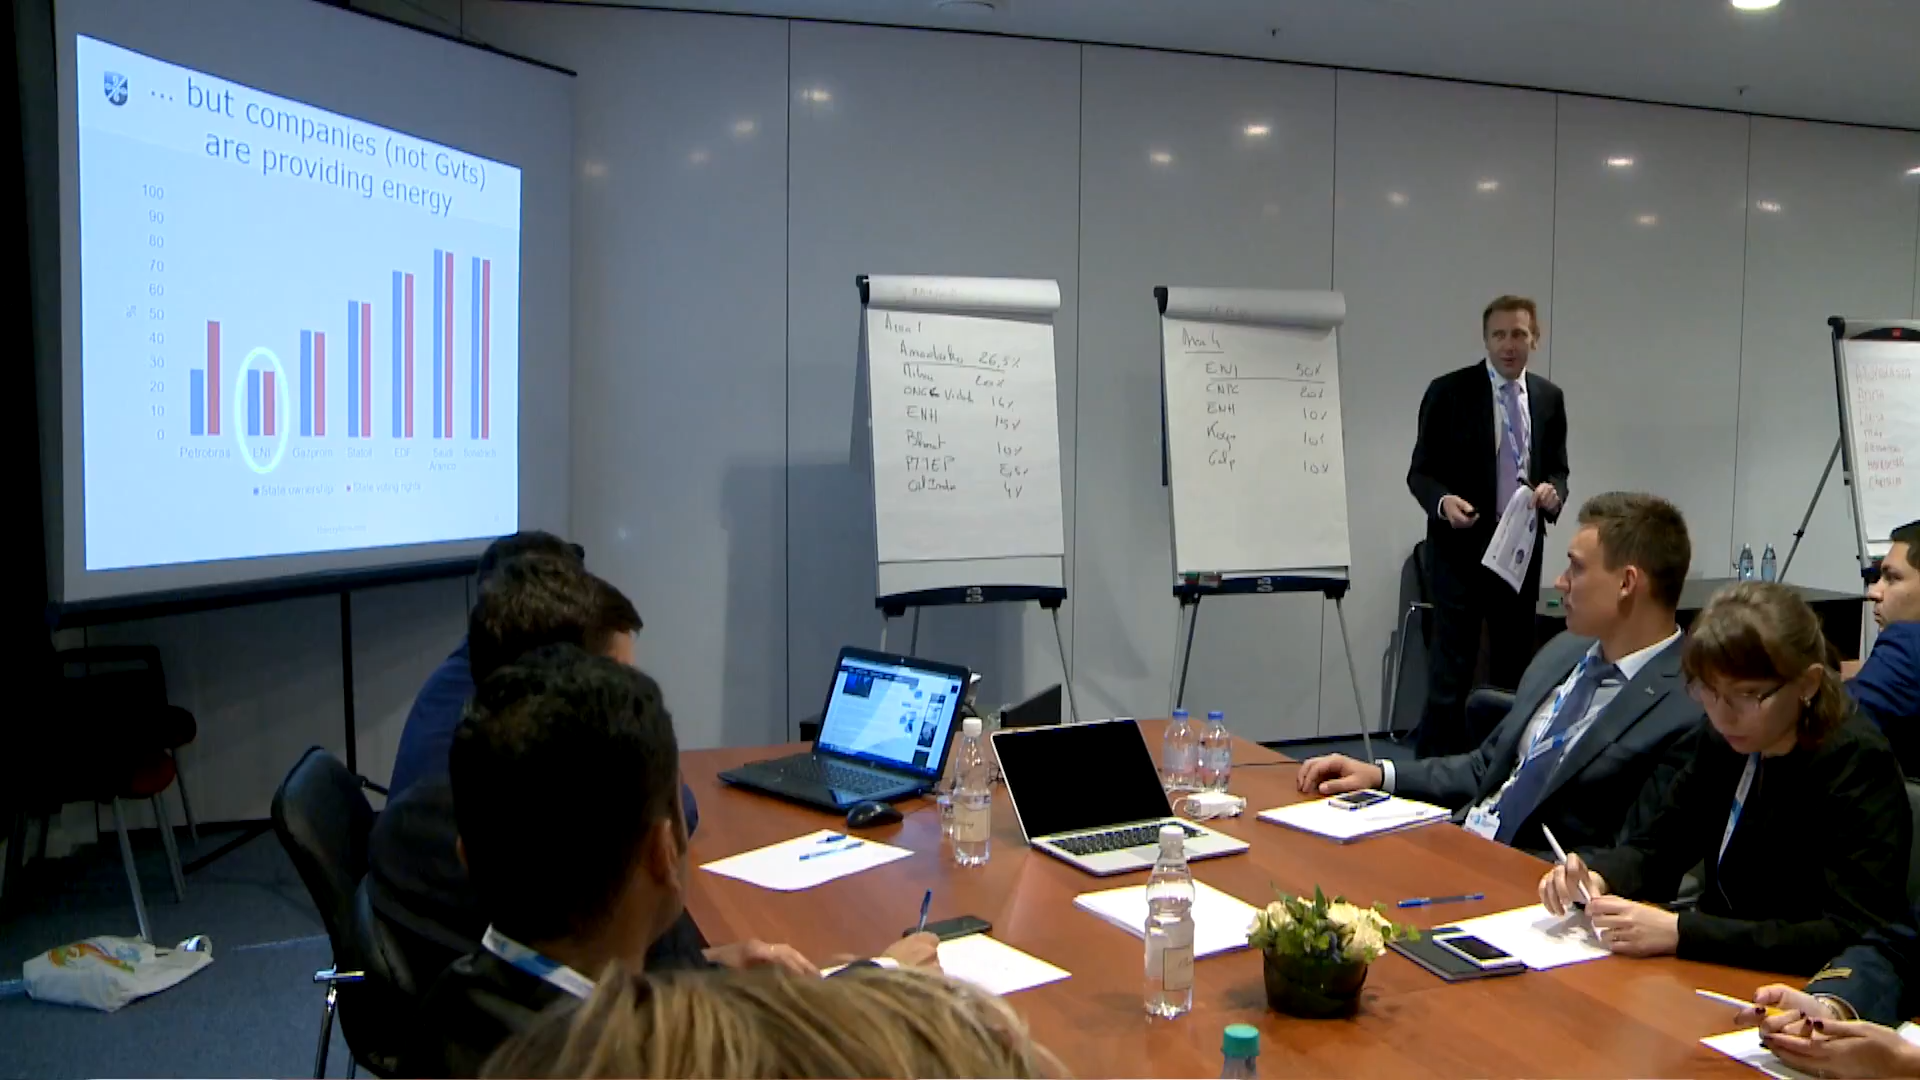 ... but companies (not Gvts)
are providing energy
100
90
80
70
60
50
40
30
20
10
0
%
Petrobras
ENI
Gazprom
Statoil
EDF
Saudi
Aramco
Sonatrach
State ownership
State voting rights
Area 1
Anadarko 26,5%
Mitsui 20%
ONGC Videsh 16%
ENH 15%
Bharat 10%
PTTEP 8,5%
Oil India 4%
Area 4
ENI 50%
CNPC 20%
ENH 10%
Kogas 10%
Galp 10%